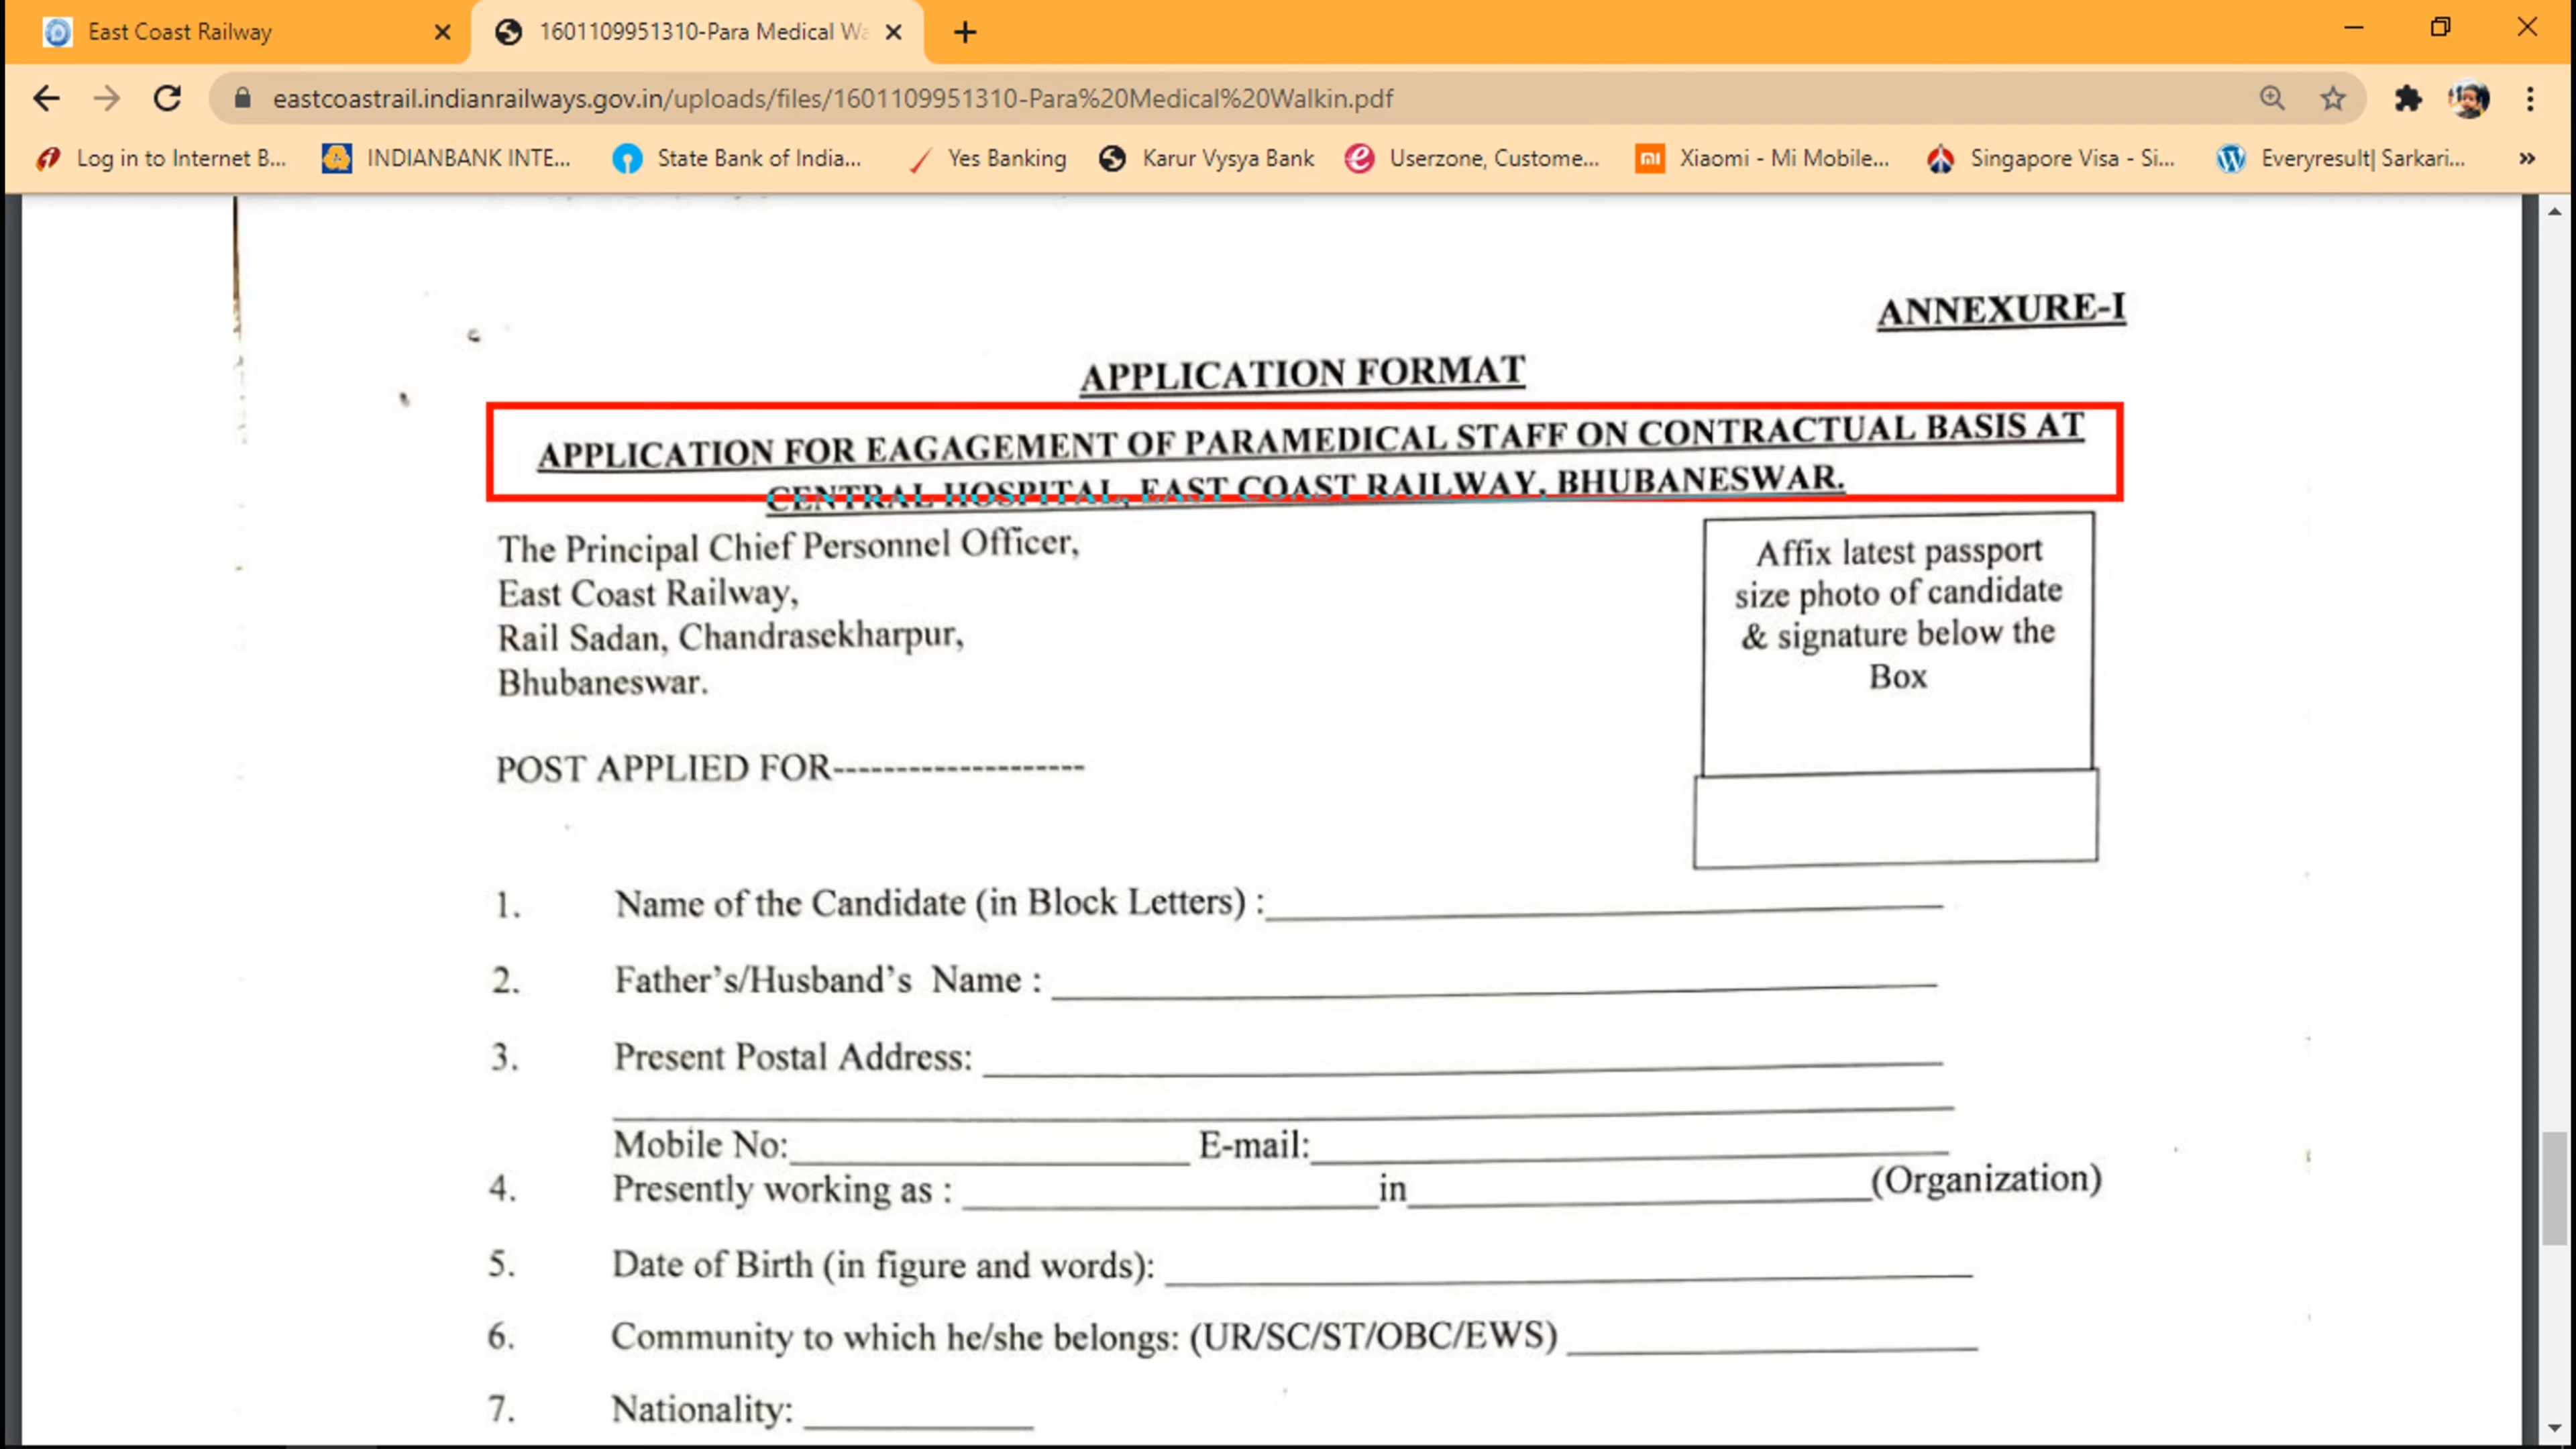 East Coast Railway
1601109951310-Para Medical Wa
eastcoastrail.indianrailways.gov.in/uploads/files/1601109951310-Para%20Medical%20Walkin.pdf
Log in to Internet B... INDIANBANK INTE... State Bank of India... Yes Banking Karur Vysya Bank Userzone, Custome... Xiaomi - Mi Mobile... Singapore Visa - Si... Everyresult| Sarkari... »
ANNEXURE-I
APPLICATION FORMAT
APPLICATION FOR EAGAGEMENT OF PARAMEDICAL STAFF ON CONTRACTUAL BASIS AT
CENTRAL HOSPITAL, EAST COAST RAILWAY, BHUBANESWAR.
The Principal Chief Personnel Officer,
East Coast Railway,
Rail Sadan, Chandrasekharpur,
Bhubaneswar.
Affix latest passport
size photo of candidate
& signature below the
Box
POST APPLIED FOR--------------------
1. Name of the Candidate (in Block Letters) :
2. Father's/Husband's Name :
3. Present Postal Address:
Mobile No: E-mail:
4. Presently working as : in (Organization)
5. Date of Birth (in figure and words):
6. Community to which he/she belongs: (UR/SC/ST/OBC/EWS)
7. Nationality: